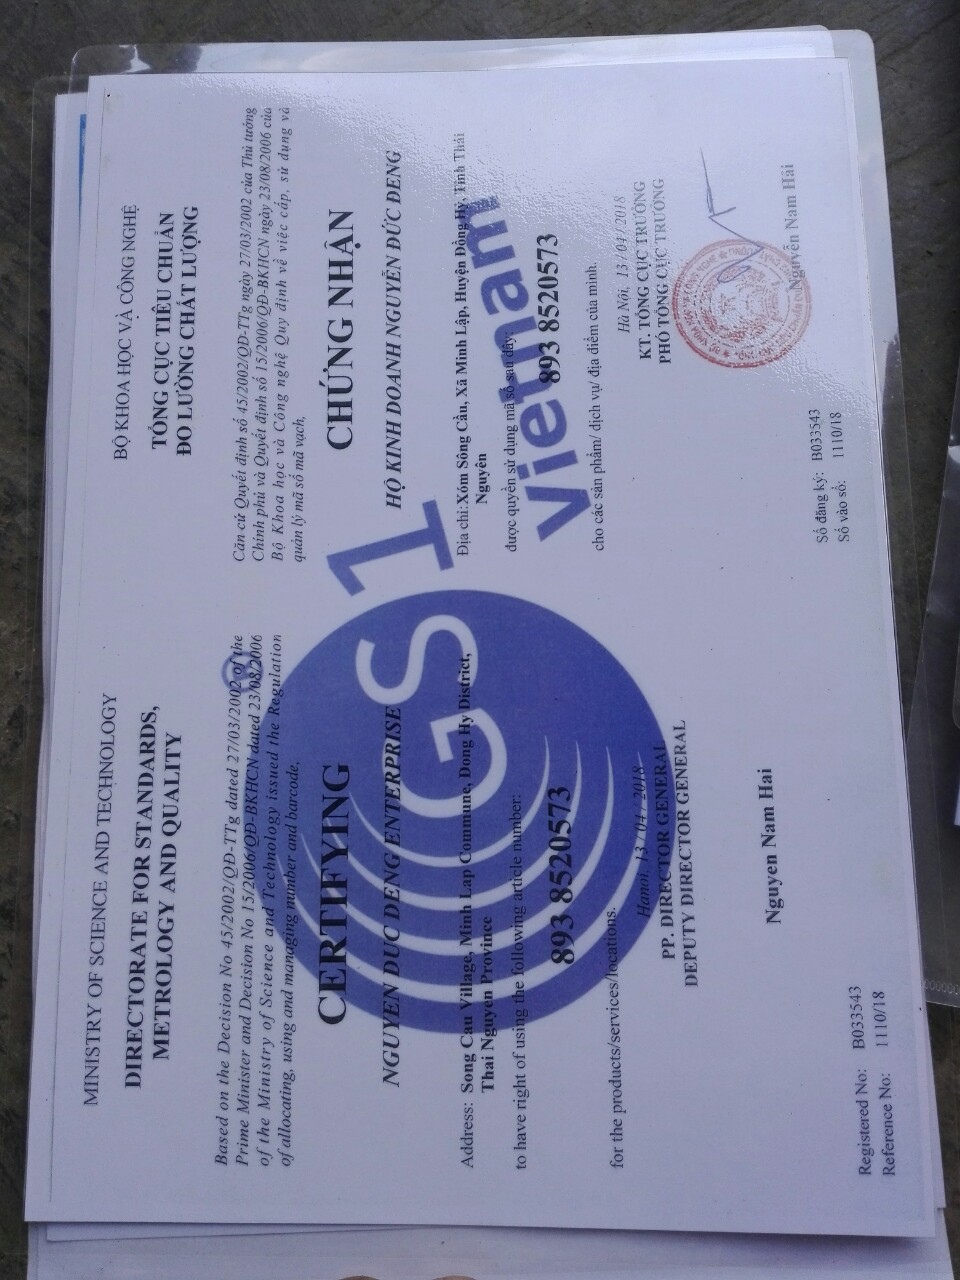 MINISTRY OF SCIENCE AND TECHNOLOGY
DIRECTORATE FOR STANDARDS,
METROLOGY AND QUALITY
Based on the Decision No 45/2002/QĐ-TTg dated 27/03/2002 of the
Prime Minister and Decision No 15/2006/QĐ-BKHCN dated 23/08/2006
of the Ministry of Science and Technology issued the Regulation
of allocating, using and managing number and barcode,
CERTIFYING
NGUYEN DUC DENG ENTERPRISE
Address: Song Cau Village, Minh Lap Commune, Dong Hy District,
Thai Nguyen Province
to have right of using the following article number:
893 8520573
for the products/services/locations.
Hanoi, 13 / 04 / 2018
PP. DIRECTOR GENERAL
DEPUTY DIRECTOR GENERAL
Nguyen Nam Hai
Registered No: B033543
Reference No: 1110/18
BỘ KHOA HỌC VÀ CÔNG NGHỆ
TỔNG CỤC TIÊU CHUẨN
ĐO LƯỜNG CHẤT LƯỢNG
Căn cứ Quyết định số 45/2002/QĐ-TTg ngày 27/03/2002 của Thủ tướng
Chính phủ và Quyết định số 15/2006/QĐ-BKHCN ngày 23/08/2006 của
Bộ Khoa học và Công nghệ Quy định về việc cấp, sử dụng và
quản lý mã số mã vạch,
CHỨNG NHẬN
HỘ KINH DOANH NGUYỄN ĐỨC ĐENG
Địa chỉ: Xóm Sông Cầu, Xã Minh Lập, Huyện Đồng Hỷ, Tỉnh Thái
Nguyên
được quyền sử dụng mã số sau đây:
893 8520573
cho các sản phẩm/ dịch vụ/ địa điểm của mình.
Hà Nội, 13 / 04 / 2018
KT. TỔNG CỤC TRƯỞNG
PHÓ TỔNG CỤC TRƯỞNG
Nguyễn Nam Hải
Số đăng ký: B033543
Số vào sổ: 1110/18
GS1
Vietnam
®